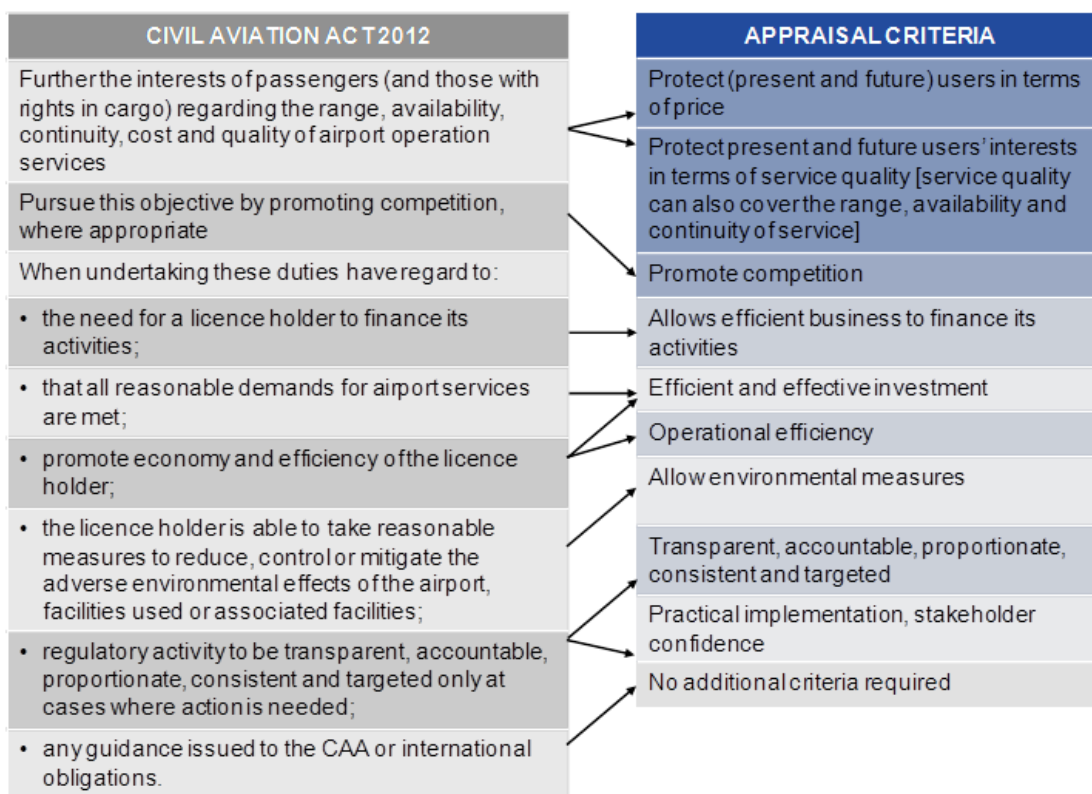 CIVIL AVIATION ACT 2012
Further the interests of passengers (and those with
rights in cargo) regarding the range, availability,
continuity, cost and quality of airport operation
services
Pursue this objective by promoting competition,
where appropriate
When undertaking these duties have regard to:
• the need for a licence holder to finance its
activities;
• that all reasonable demands for airport services
are met;
• promote economy and efficiency of the licence
holder;
• the licence holder is able to take reasonable
measures to reduce, control or mitigate the
adverse environmental effects of the airport,
facilities used or associated facilities;
• regulatory activity to be transparent, accountable,
proportionate, consistent and targeted only at
cases where action is needed;
• any guidance issued to the CAA or international
obligations.
APPRAISAL CRITERIA
Protect (present and future) users in terms
of price
Protect present and future users' interests
in terms of service quality [service quality
can also cover the range, availability and
continuity of service]
Promote competition
Allows efficient business to finance its
activities
Efficient and effective investment
Operational efficiency
Allow environmental measures
Transparent, accountable, proportionate,
consistent and targeted
Practical implementation, stakeholder
confidence
No additional criteria required